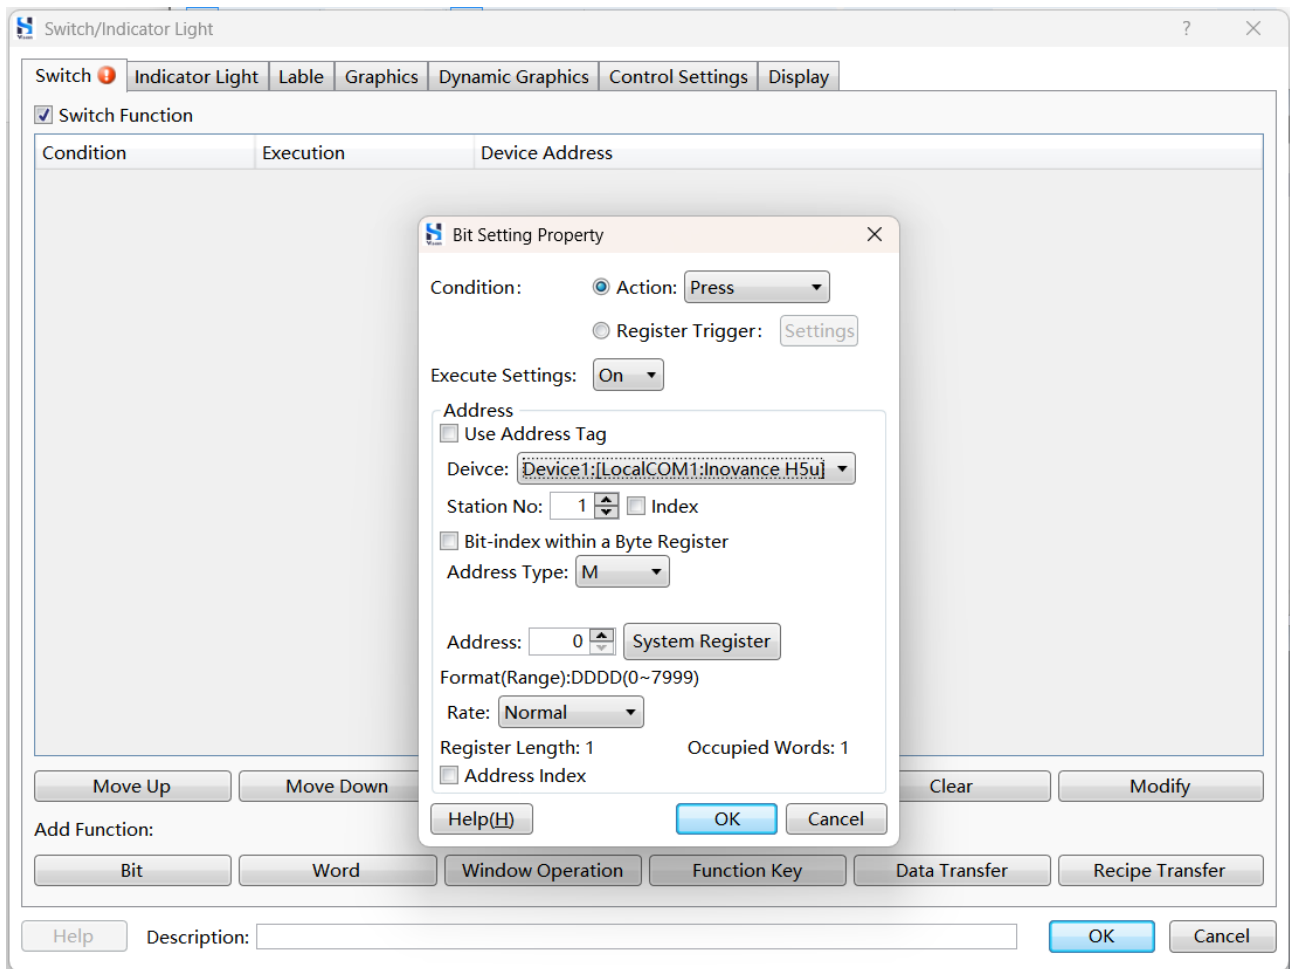 Switch/Indicator Light ?
Switch Indicator Light Lable Graphics Dynamic Graphics Control Settings Display
Switch Function
Condition Execution Device Address
Bit Setting Property
Condition: Action: Press
Register Trigger: Settings
Execute Settings: On
Address
Use Address Tag
Deivce: Device1:[LocalCOM1:Inovance H5u]
Station No: 1 Index
Bit-index within a Byte Register
Address Type: M
Address: 0 System Register
Format(Range):DDDD(0~7999)
Rate: Normal
Register Length: 1 Occupied Words: 1
Address Index
Help(H) OK Cancel
Move Up Move Down Clear Modify
Add Function:
Bit Word Window Operation Function Key Data Transfer Recipe Transfer
Help Description: OK Cancel